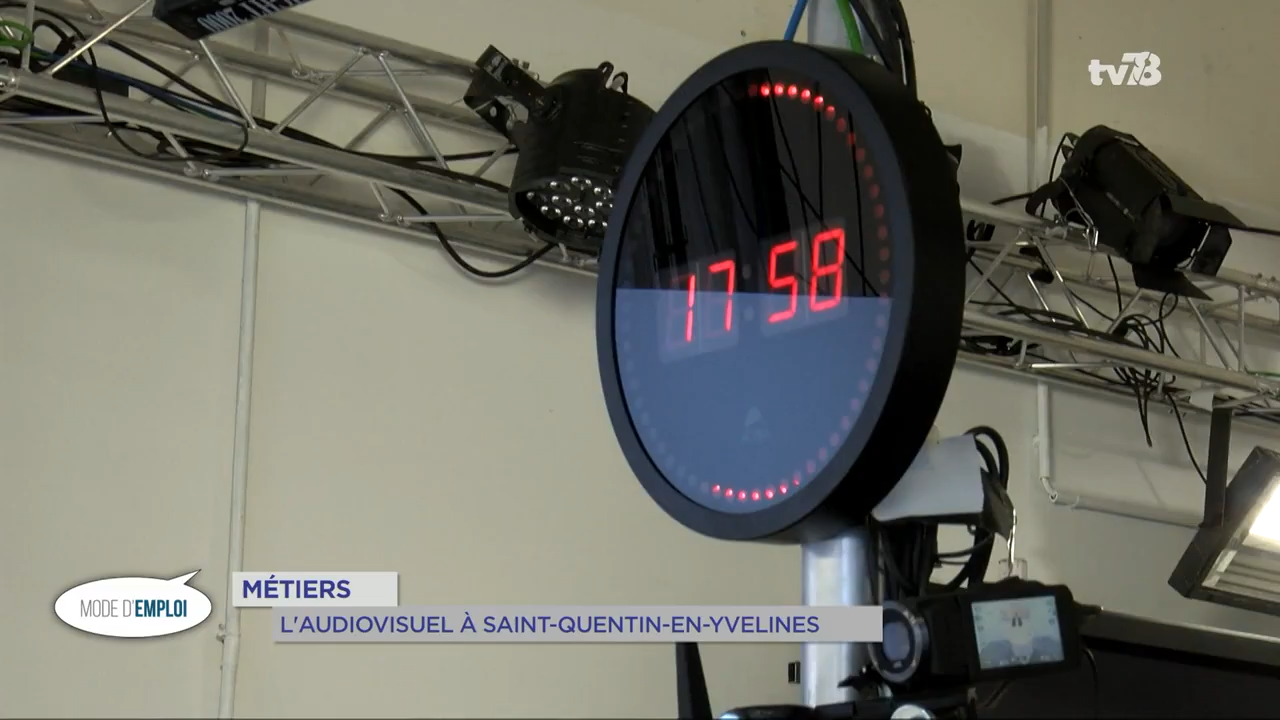 tv78
17:58
MODE D'EMPLOI
MÉTIERS
L'AUDIOVISUEL À SAINT-QUENTIN-EN-YVELINES